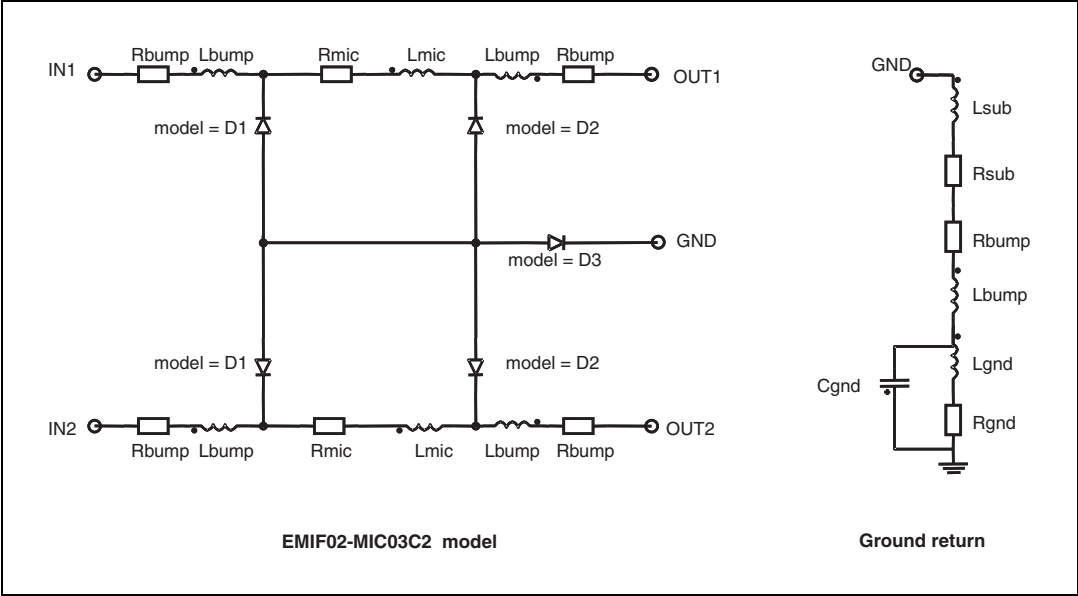 Rbump Lbump Rmic Lmic Lbump Rbump
IN1 OUT1
model = D1 model = D2
GND
model = D3
model = D1 model = D2
IN2 OUT2
Rbump Lbump Rmic Lmic Lbump Rbump
EMIF02-MIC03C2 model
GND
Lsub
Rsub
Rbump
Lbump
Lgnd
Cgnd
Rgnd
Ground return